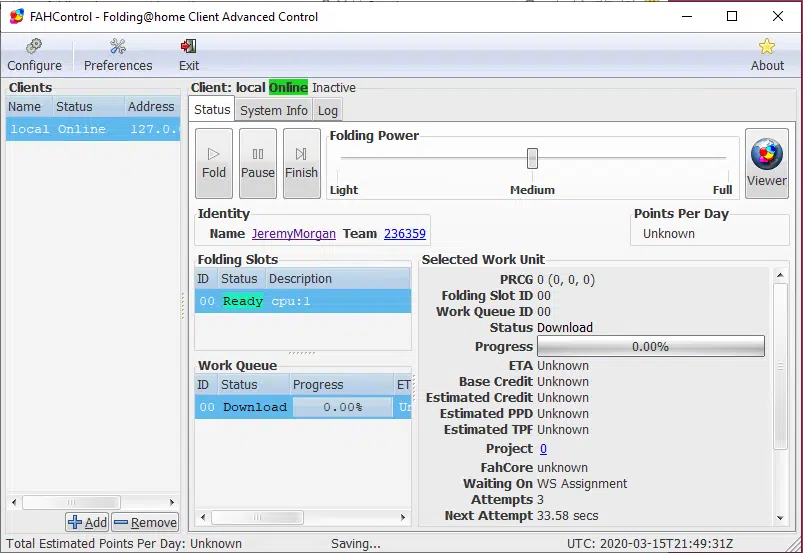 FAHControl - Folding@home Client Advanced Control
Configure Preferences Exit About
Clients
Name Status Address
local Online 127.0.
Client: local Online Inactive
Status System Info Log
Fold Pause Finish
Folding Power
Light Medium Full
Viewer
Identity
Name JeremyMorgan Team 236359
Points Per Day
Unknown
Folding Slots
ID Status Description
00 Ready cpu:1
Work Queue
ID Status Progress ET
00 Download 0.00% Un
Selected Work Unit
PRCG 0 (0, 0, 0)
Folding Slot ID 00
Work Queue ID 00
Status Download
Progress 0.00%
ETA Unknown
Base Credit Unknown
Estimated Credit Unknown
Estimated PPD Unknown
Estimated TPF Unknown
Project 0
FahCore unknown
Waiting On WS Assignment
Attempts 3
Next Attempt 33.58 secs
Add Remove
Total Estimated Points Per Day: Unknown Saving... UTC: 2020-03-15T21:49:31Z